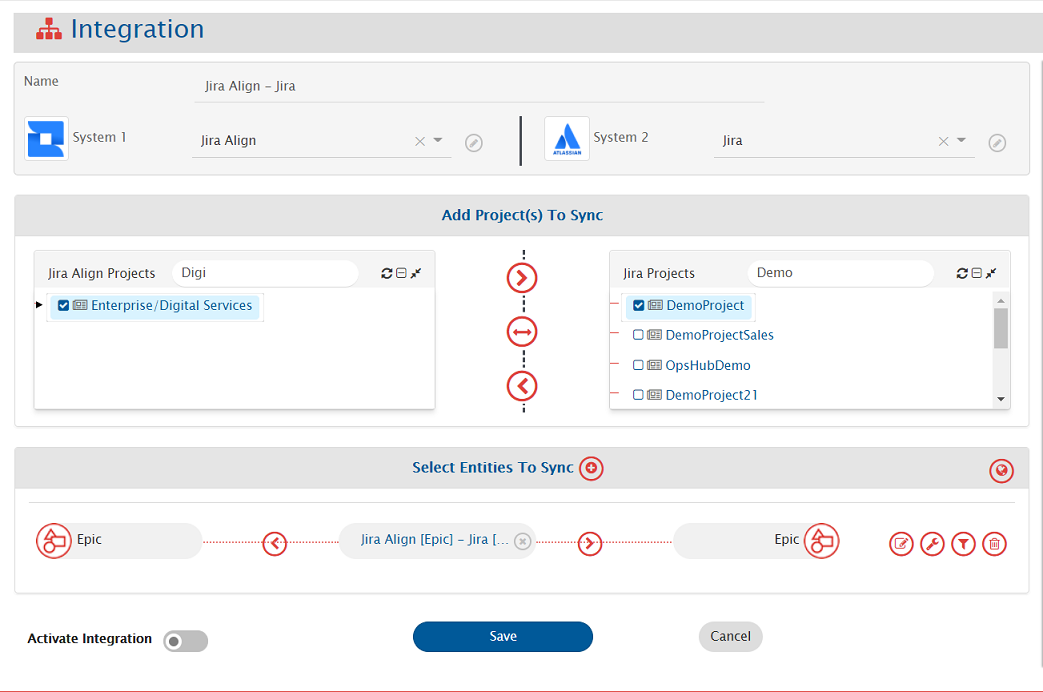 Integration
Name
Jira Align – Jira
System 1
Jira Align
ATLASSIAN
System 2
Jira
Add Project(s) To Sync
Jira Align Projects
Digi
Jira Projects
Demo
Enterprise/Digital Services
DemoProject
DemoProjectSales
OpsHubDemo
DemoProject21
Select Entities To Sync
Epic
Jira Align [Epic] – Jira [...
Epic
Activate Integration
Save
Cancel